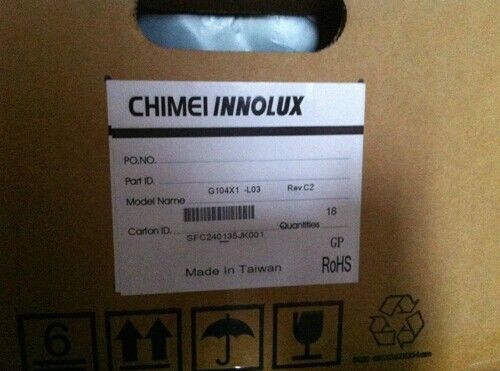 CHIMEI INNOLUX
PO.NO.
Part ID.
Model Name G104X1 -L03 Rev.C2
Carton ID. SFC240135JK001 Quantities 18
GP
Made In Taiwan RoHS
6